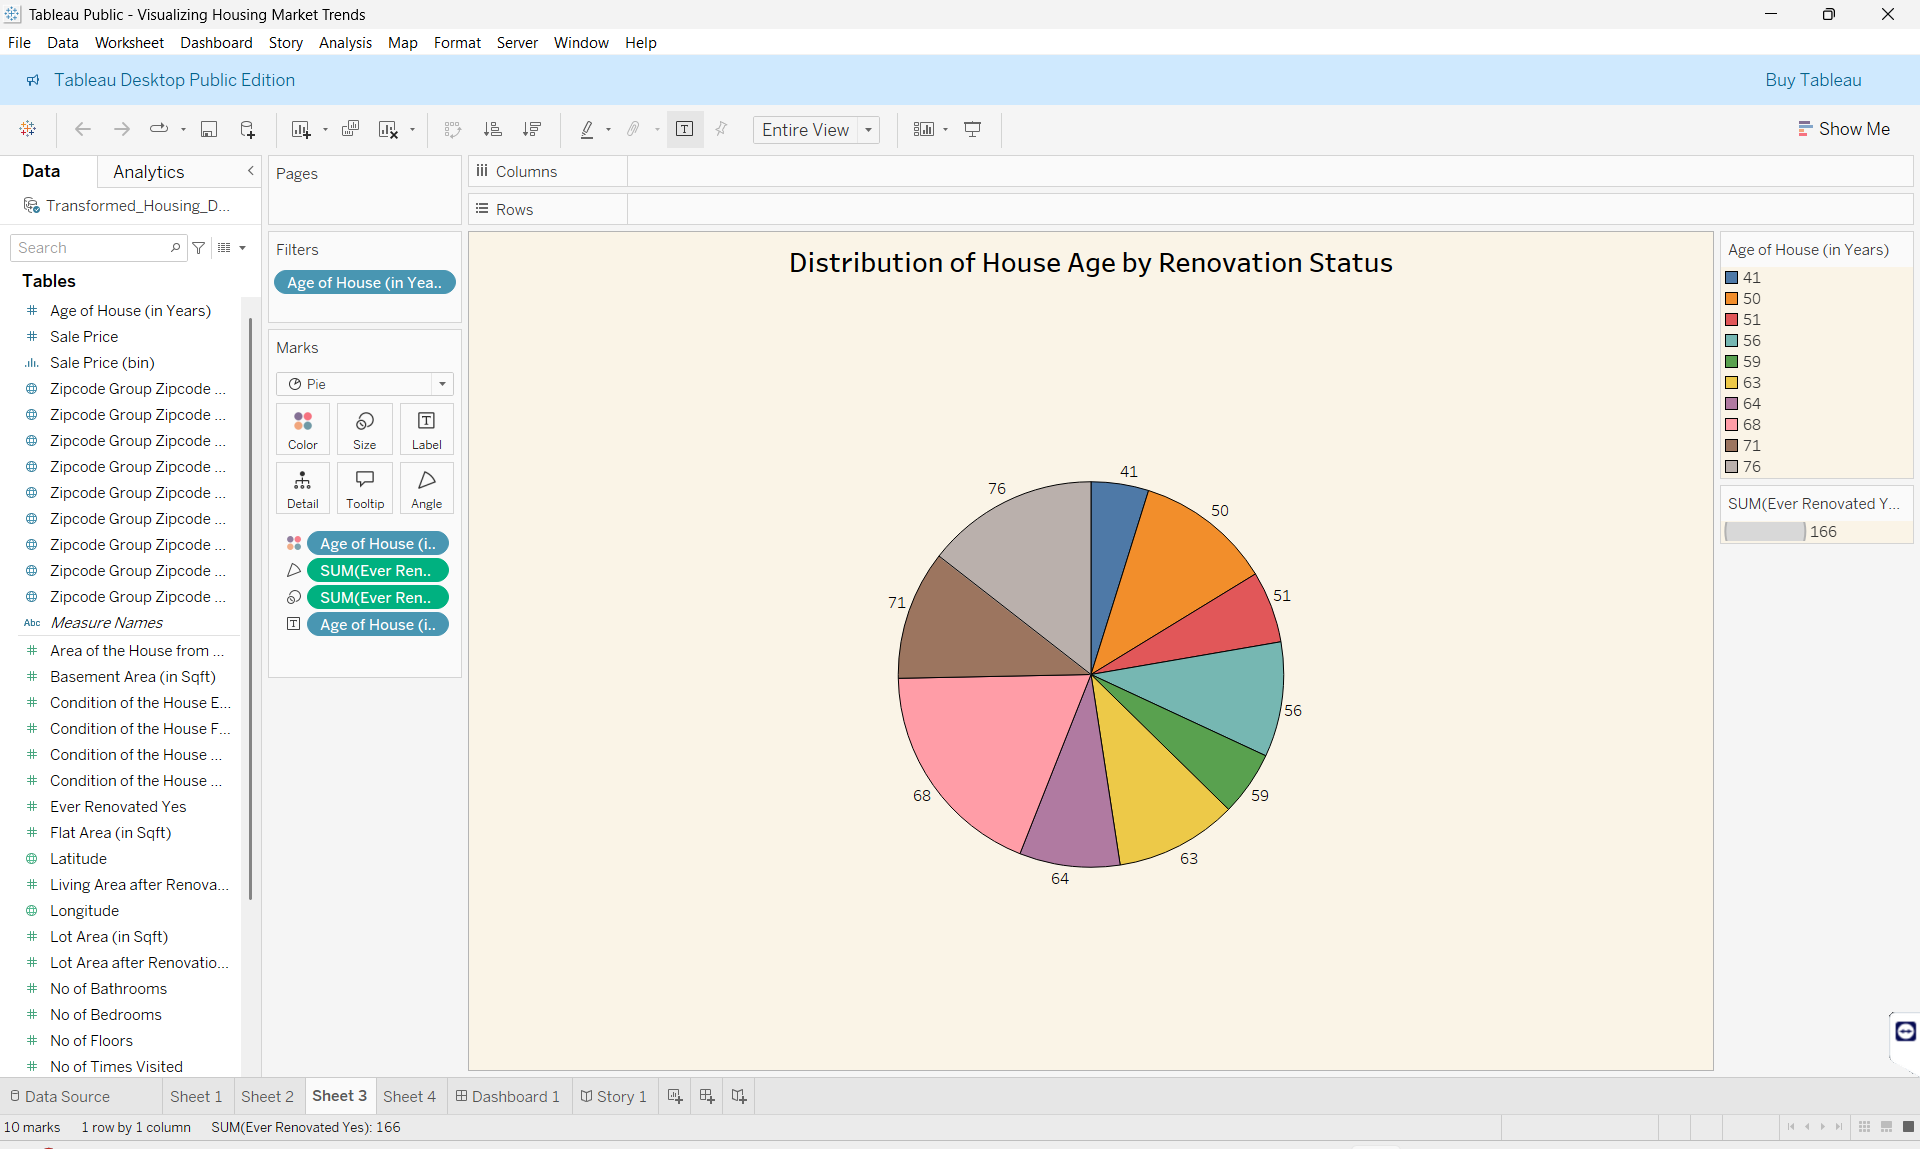 Tableau Public - Visualizing Housing Market Trends
File Data Worksheet Dashboard Story Analysis Map Format Server Window Help
Tableau Desktop Public Edition
Buy Tableau
Entire View
Show Me
Data
Analytics
Transformed_Housing_D...
Search
Tables
Age of House (in Years)
Sale Price
Sale Price (bin)
Zipcode Group Zipcode ...
Zipcode Group Zipcode ...
Zipcode Group Zipcode ...
Zipcode Group Zipcode ...
Zipcode Group Zipcode ...
Zipcode Group Zipcode ...
Zipcode Group Zipcode ...
Zipcode Group Zipcode ...
Zipcode Group Zipcode ...
Abc Measure Names
Area of the House from ...
Basement Area (in Sqft)
Condition of the House E...
Condition of the House F...
Condition of the House ...
Condition of the House ...
Ever Renovated Yes
Flat Area (in Sqft)
Latitude
Living Area after Renova...
Longitude
Lot Area (in Sqft)
Lot Area after Renovatio...
No of Bathrooms
No of Bedrooms
No of Floors
No of Times Visited
Pages
Filters
Age of House (in Yea..
Marks
Pie
Color
Size
Label
Detail
Tooltip
Angle
Age of House (i..
SUM(Ever Ren..
SUM(Ever Ren..
Age of House (i..
Columns
Rows
Distribution of House Age by Renovation Status
41
50
51
56
59
63
64
68
71
76
Age of House (in Years)
41
50
51
56
59
63
64
68
71
76
SUM(Ever Renovated Y...
166
Data Source
Sheet 1
Sheet 2
Sheet 3
Sheet 4
Dashboard 1
Story 1
10 marks
1 row by 1 column
SUM(Ever Renovated Yes): 166